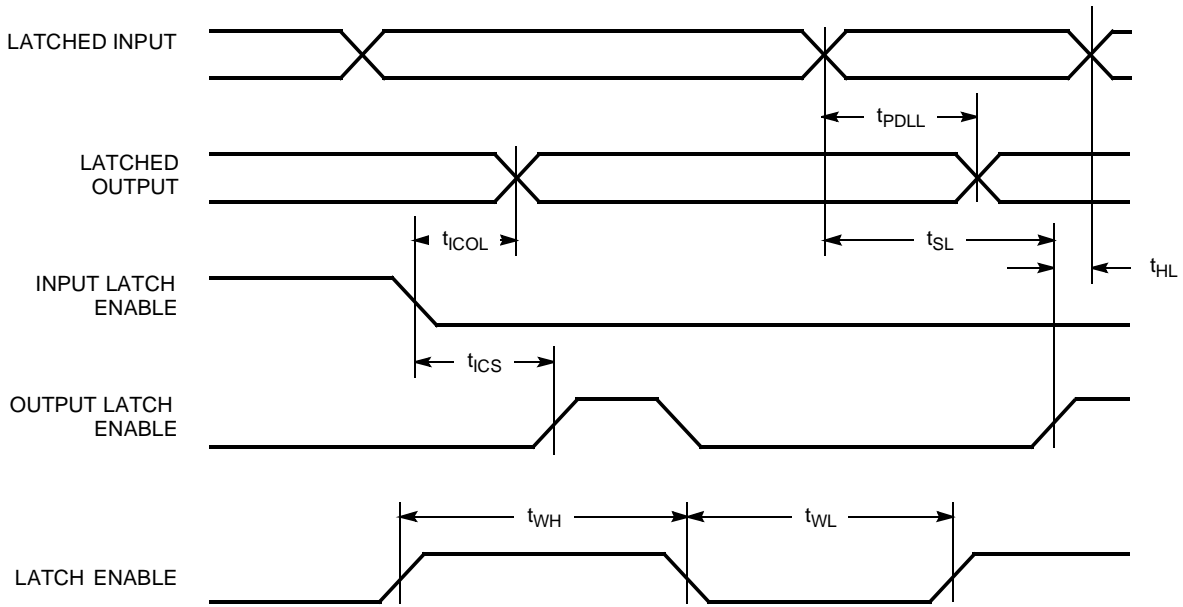 LATCHED INPUT
tPDLL
LATCHED
OUTPUT
tICOL
tSL
tHL
INPUT LATCH
ENABLE
tICS
OUTPUT LATCH
ENABLE
tWH
tWL
LATCH ENABLE